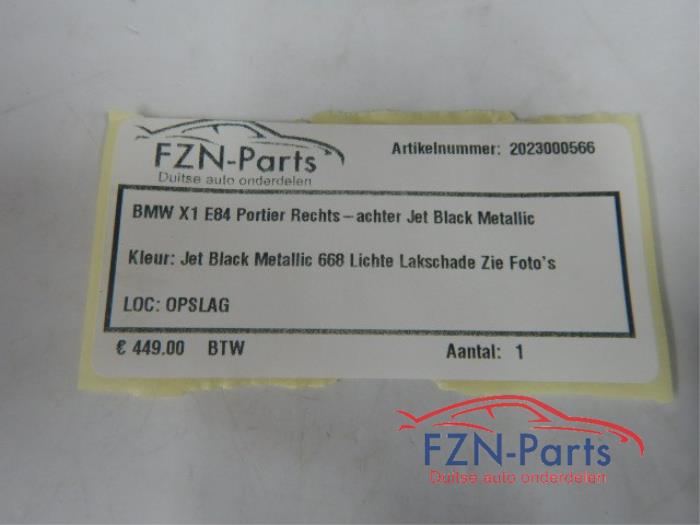 FZN-Parts
Duitse auto onderdelen
Artikelnummer: 2023000566
BMW X1 E84 Portier Rechts-achter Jet Black Metallic
Kleur: Jet Black Metallic 668 Lichte Lakschade Zie Foto's
LOC: OPSLAG
€ 449.00 BTW Aantal: 1
FZN-Parts
Duitse auto onderdelen